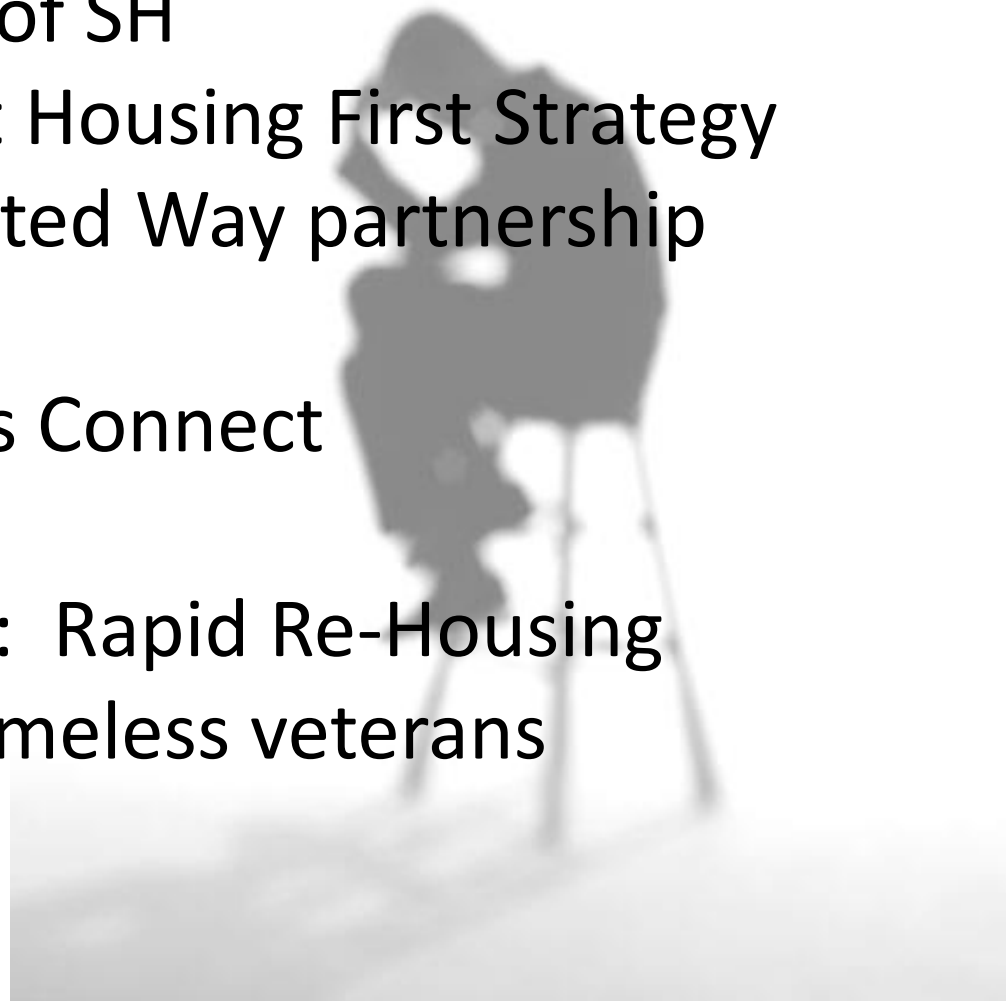 of SH
: Housing First Strategy
ted Way partnership
s Connect
: Rapid Re-Housing
meless veterans